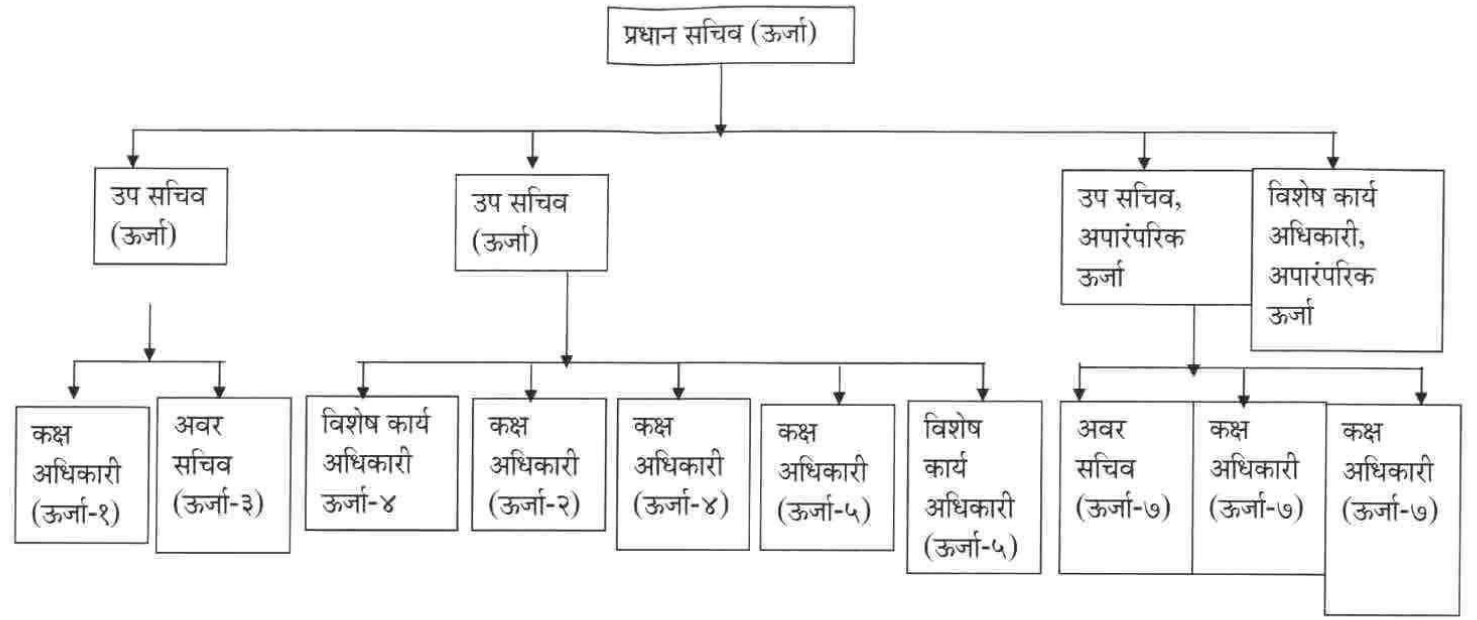 प्रधान सचिव (ऊर्जा)
उप सचिव
(ऊर्जा)
उप सचिव
(ऊर्जा)
उप सचिव,
अपारंपरिक
ऊर्जा
विशेष कार्य
अधिकारी,
अपारंपरिक
ऊर्जा
कक्ष
अधिकारी
(ऊर्जा-१)
अवर
सचिव
(ऊर्जा-३)
विशेष कार्य
अधिकारी
ऊर्जा-४
कक्ष
अधिकारी
(ऊर्जा-२)
कक्ष
अधिकारी
(ऊर्जा-४)
कक्ष
अधिकारी
(ऊर्जा-५)
विशेष
कार्य
अधिकारी
(ऊर्जा-५)
अवर
सचिव
(ऊर्जा-७)
कक्ष
अधिकारी
(ऊर्जा-७)
कक्ष
अधिकारी
(ऊर्जा-७)